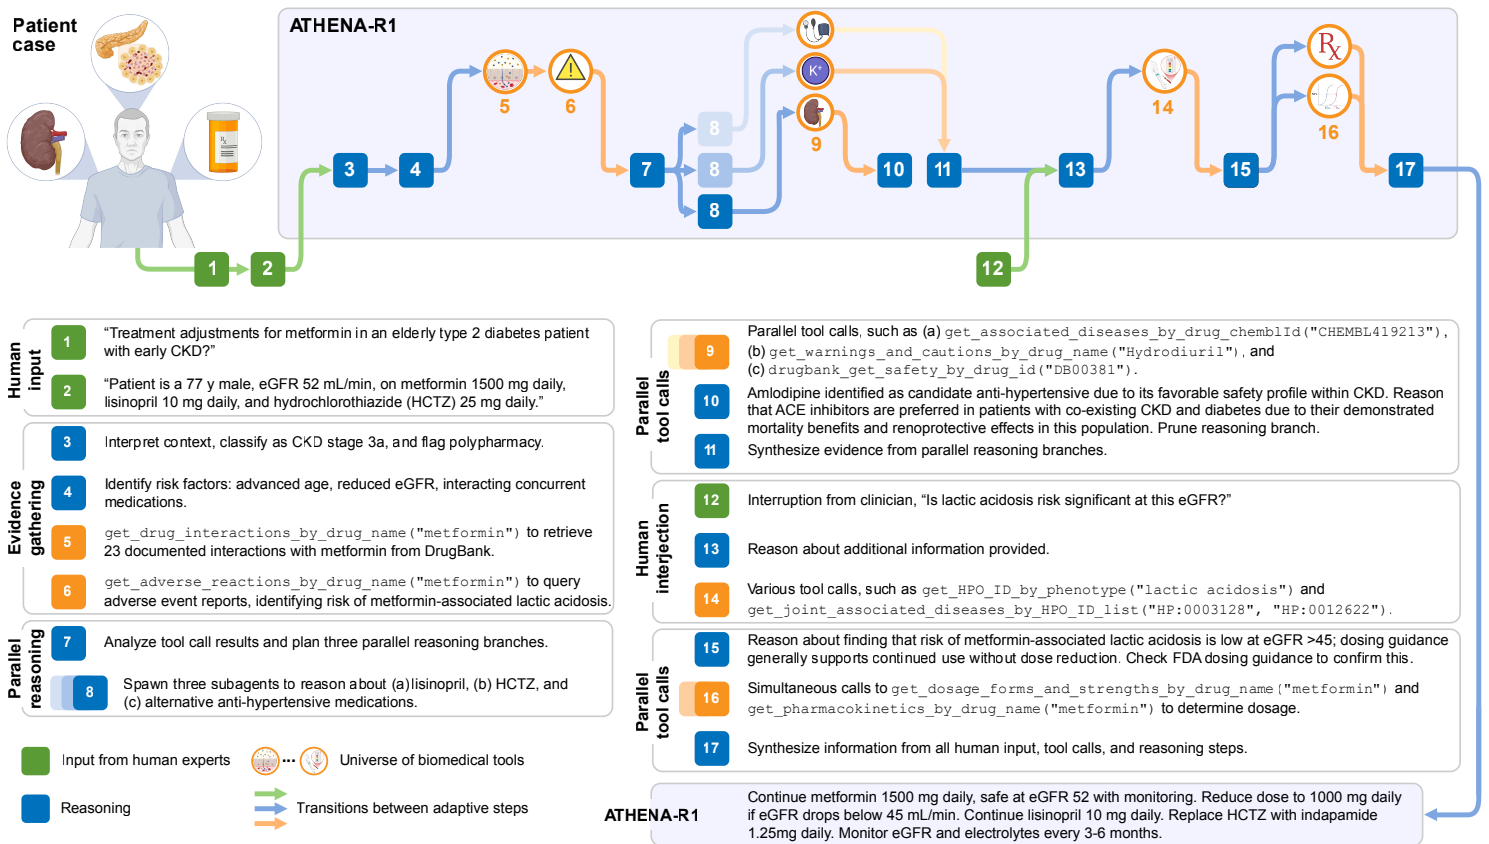 Patient
case
ATHENA-R1
Rx
K+
Rx
5
6
14
16
8
9
3
4
7
8
10
11
13
15
17
8
1
2
12
Human
input
1
“Treatment adjustments for metformin in an elderly type 2 diabetes patient
with early CKD?”
2
“Patient is a 77 y male, eGFR 52 mL/min, on metformin 1500 mg daily,
lisinopril 10 mg daily, and hydrochlorothiazide (HCTZ) 25 mg daily.”
Evidence
gathering
3
Interpret context, classify as CKD stage 3a, and flag polypharmacy.
4
Identify risk factors: advanced age, reduced eGFR, interacting concurrent
medications.
5
get_drug_interactions_by_drug_name("metformin") to retrieve
23 documented interactions with metformin from DrugBank.
6
get_adverse_reactions_by_drug_name("metformin") to query
adverse event reports, identifying risk of metformin-associated lactic acidosis.
Parallel
reasoning
7
Analyze tool call results and plan three parallel reasoning branches.
8
Spawn three subagents to reason about (a) lisinopril, (b) HCTZ, and
(c) alternative anti-hypertensive medications.
Input from human experts
Universe of biomedical tools
Reasoning
Transitions between adaptive steps
Parallel
tool calls
9
Parallel tool calls, such as (a) get_associated_diseases_by_drug_chemblId("CHEMBL419213"),
(b) get_warnings_and_cautions_by_drug_name("Hydrodiuril"), and
(c) drugbank_get_safety_by_drug_id("DB00381").
10
Amlodipine identified as candidate anti-hypertensive due to its favorable safety profile within CKD. Reason
that ACE inhibitors are preferred in patients with co-existing CKD and diabetes due to their demonstrated
mortality benefits and renoprotective effects in this population. Prune reasoning branch.
11
Synthesize evidence from parallel reasoning branches.
Human
interjection
12
Interruption from clinician, “Is lactic acidosis risk significant at this eGFR?”
13
Reason about additional information provided.
14
Various tool calls, such as get_HPO_ID_by_phenotype("lactic acidosis") and
get_joint_associated_diseases_by_HPO_ID_list("HP:0003128", "HP:0012622").
Parallel
tool calls
15
Reason about finding that risk of metformin-associated lactic acidosis is low at eGFR >45; dosing guidance
generally supports continued use without dose reduction. Check FDA dosing guidance to confirm this.
16
Simultaneous calls to get_dosage_forms_and_strengths_by_drug_name("metformin") and
get_pharmacokinetics_by_drug_name("metformin") to determine dosage.
17
Synthesize information from all human input, tool calls, and reasoning steps.
ATHENA-R1
Continue metformin 1500 mg daily, safe at eGFR 52 with monitoring. Reduce dose to 1000 mg daily
if eGFR drops below 45 mL/min. Continue lisinopril 10 mg daily. Replace HCTZ with indapamide
1.25mg daily. Monitor eGFR and electrolytes every 3-6 months.